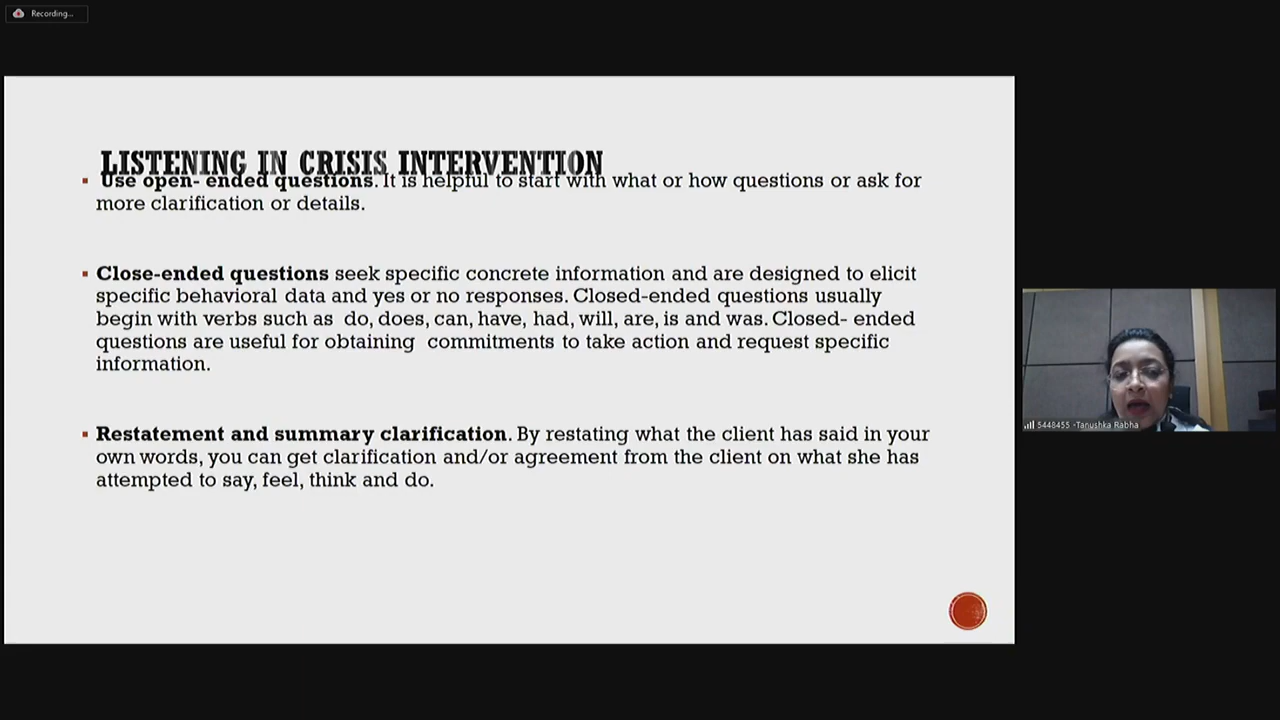 Recording...
LISTENING IN CRISIS INTERVENTION
Use open- ended questions. It is helpful to start with what or how questions or ask for
more clarification or details.
Close-ended questions seek specific concrete information and are designed to elicit
specific behavioral data and yes or no responses. Closed-ended questions usually
begin with verbs such as do, does, can, have, had, will, are, is and was. Closed- ended
questions are useful for obtaining commitments to take action and request specific
information.
Restatement and summary clarification. By restating what the client has said in your
own words, you can get clarification and/or agreement from the client on what she has
attempted to say, feel, think and do.
5448455 -Tanushka Rabha